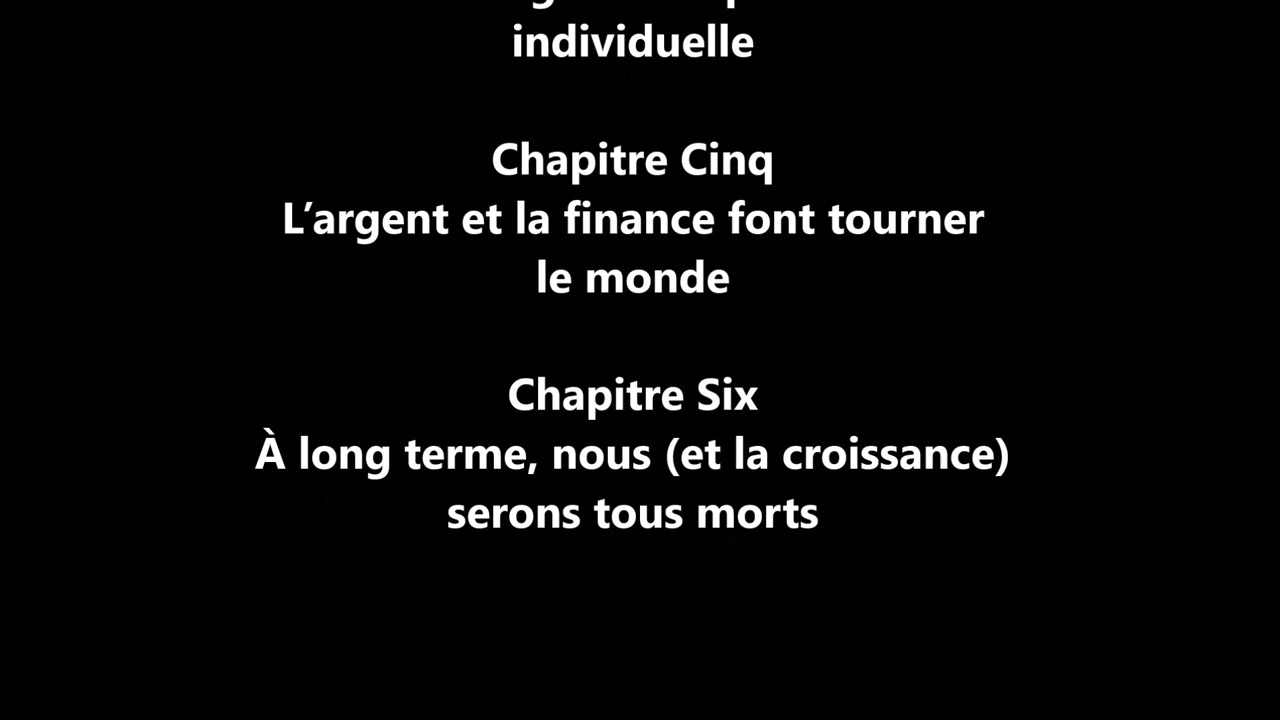 individuelle
Chapitre Cinq
L’argent et la finance font tourner
le monde
Chapitre Six
À long terme, nous (et la croissance)
serons tous morts